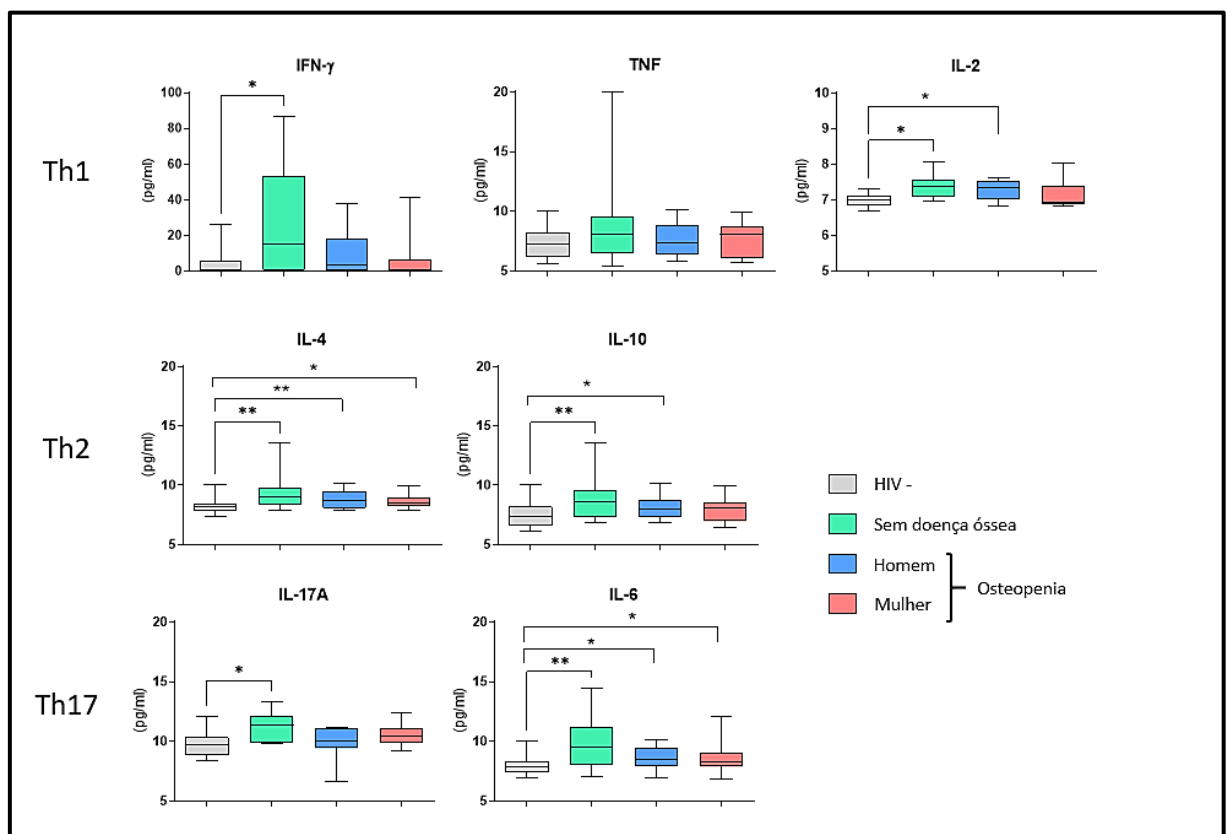 IFN-γ
TNF
IL-2
Th1
(pg/ml)
100
80
60
40
20
0
*
(pg/ml)
20
15
10
5
(pg/ml)
10
9
8
7
6
5
*
*
IL-4
IL-10
Th2
(pg/ml)
20
15
10
5
*
**
**
(pg/ml)
20
15
10
5
*
**
HIV -
Sem doença óssea
Homem
Mulher
Osteopenia
IL-17A
IL-6
Th17
(pg/ml)
20
15
10
5
*
(pg/ml)
20
15
10
5
*
*
**